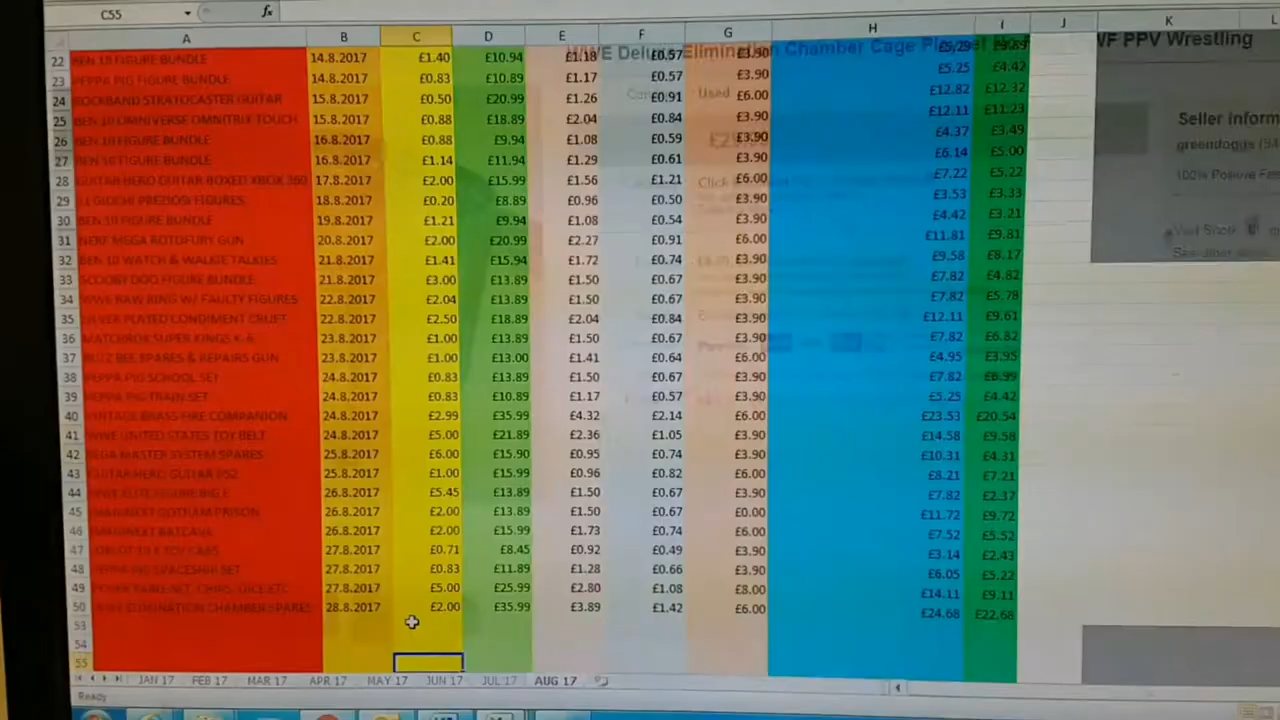 C55 fx
A B C D E F G H I J K L
22 BEN 10 FIGURE BUNDLE 14.8.2017 £1.40 £10.94 £1.18 £0.57 £3.90 £5.29 £3.89
23 PEPPA PIG FIGURE BUNDLE 14.8.2017 £0.83 £10.89 £1.17 £0.57 £3.90 £5.25 £4.42
24 ROCKBAND STRATOCASTER GUITAR 15.8.2017 £0.50 £20.99 £1.26 £0.91 £6.00 £12.82 £12.32
25 BEN 10 OMNIVERSE OMNITRIX TOUCH 15.8.2017 £0.88 £18.89 £2.04 £0.84 £3.90 £12.11 £11.23
26 BEN 10 FIGURE BUNDLE 16.8.2017 £0.88 £9.94 £1.08 £0.59 £3.90 £4.37 £3.49
27 BEN 10 FIGURE BUNDLE 16.8.2017 £1.14 £11.94 £1.29 £0.61 £3.90 £6.14 £5.00
28 GUITAR HERO GUITAR BOXED XBOX 360 17.8.2017 £2.00 £15.99 £1.56 £1.21 £6.00 £7.22 £5.22
29 11 GIOCHI PREZIOSI FIGURES 18.8.2017 £0.20 £8.89 £0.96 £0.50 £3.90 £3.53 £3.33
30 BEN 10 FIGURE BUNDLE 19.8.2017 £1.21 £9.94 £1.08 £0.54 £3.90 £4.42 £3.21
31 NERF MEGA ROTOFURY GUN 20.8.2017 £2.00 £20.99 £2.27 £0.91 £6.00 £11.81 £9.81
32 BEN 10 WATCH & WALKIE TALKIES 21.8.2017 £1.41 £15.94 £1.72 £0.74 £3.90 £9.58 £8.17
33 SCOOBY DOO FIGURE BUNDLE 21.8.2017 £3.00 £13.89 £1.50 £0.67 £3.90 £7.82 £4.82
34 WWE RAW RING W/ FAULTY FIGURES 22.8.2017 £2.04 £13.89 £1.50 £0.67 £3.90 £7.82 £5.78
35 SILVER PLATED CONDIMENT CRUET 22.8.2017 £2.50 £18.89 £2.04 £0.84 £3.90 £12.11 £9.61
36 MATCHBOX SUPER KINGS K-6 23.8.2017 £1.00 £13.89 £1.50 £0.67 £3.90 £7.82 £6.82
37 BUZZ BEE SPARES & REPAIRS GUN 23.8.2017 £1.00 £13.00 £1.41 £0.64 £6.00 £4.95 £3.95
38 PEPPA PIG SCHOOL SET 24.8.2017 £0.83 £13.89 £1.50 £0.67 £3.90 £7.82 £6.99
39 PEPPA PIG TRAIN SET 24.8.2017 £0.83 £10.89 £1.17 £0.57 £3.90 £5.25 £4.42
40 VINTAGE BRASS FIRE COMPANION 24.8.2017 £2.99 £35.99 £4.32 £2.14 £6.00 £23.53 £20.54
41 WWE UNITED STATES TOY BELT 24.8.2017 £5.00 £21.89 £2.36 £1.05 £3.90 £14.58 £9.58
42 SEGA MASTER SYSTEM SPARES 25.8.2017 £6.00 £15.90 £0.95 £0.74 £3.90 £10.31 £4.31
43 GUITAR HERO GUITAR PS2 25.8.2017 £1.00 £15.99 £0.96 £0.82 £6.00 £8.21 £7.21
44 WWE ELITE FIGURE BIG E 26.8.2017 £5.45 £13.89 £1.50 £0.67 £3.90 £7.82 £2.37
45 IMAGINEXT GOTHAM PRISON 26.8.2017 £2.00 £13.89 £1.50 £0.67 £0.00 £11.72 £9.72
46 IMAGINEXT BATCAVE 26.8.2017 £2.00 £15.99 £1.73 £0.74 £6.00 £7.52 £5.52
47 JOBLOT 10 X TOY CARS 27.8.2017 £0.71 £8.45 £0.92 £0.49 £3.90 £3.14 £2.43
48 PEPPA PIG SPACESHIP SET 27.8.2017 £0.83 £11.89 £1.28 £0.66 £3.90 £6.05 £5.22
49 POKER CARD SET, CHIPS, DICE ETC 27.8.2017 £5.00 £25.99 £2.80 £1.08 £8.00 £14.11 £9.11
50 WWE ELIMINATION CHAMBER SPARES 28.8.2017 £2.00 £35.99 £3.89 £1.42 £6.00 £24.68 £22.68
53
54
55
WWE Deluxe Elimination Chamber Cage WF PPV Wrestling
Used
Click
Seller inform
greendoggs
100% Positive Fee
Visit Shop
See other
JAN 17 FEB 17 MAR 17 APR 17 MAY 17 JUN 17 JUL 17 AUG 17
Ready